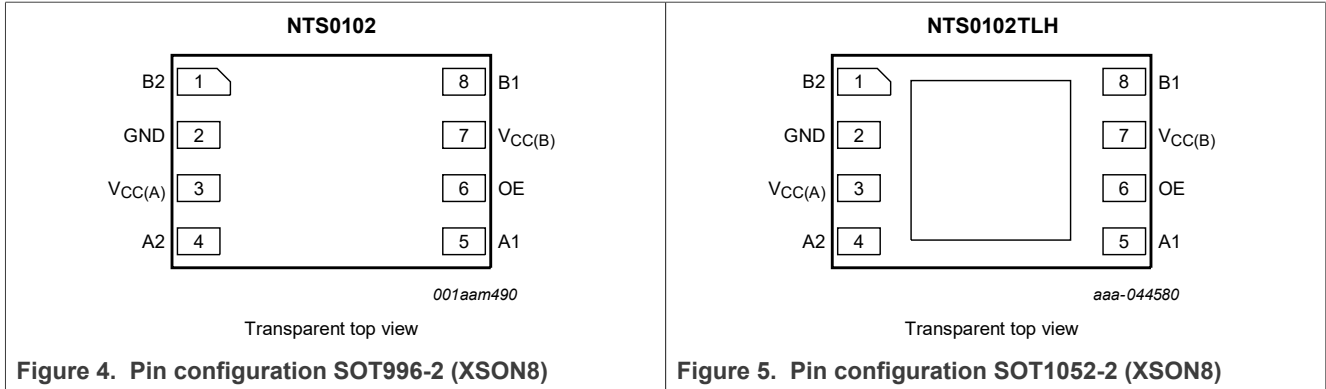 NTS0102
B2 1 8 B1
GND 2 7 VCC(B)
VCC(A) 3 6 OE
A2 4 5 A1
001aam490
Transparent top view
Figure 4. Pin configuration SOT996-2 (XSON8)
NTS0102TLH
B2 1 8 B1
GND 2 7 VCC(B)
VCC(A) 3 6 OE
A2 4 5 A1
aaa-044580
Transparent top view
Figure 5. Pin configuration SOT1052-2 (XSON8)